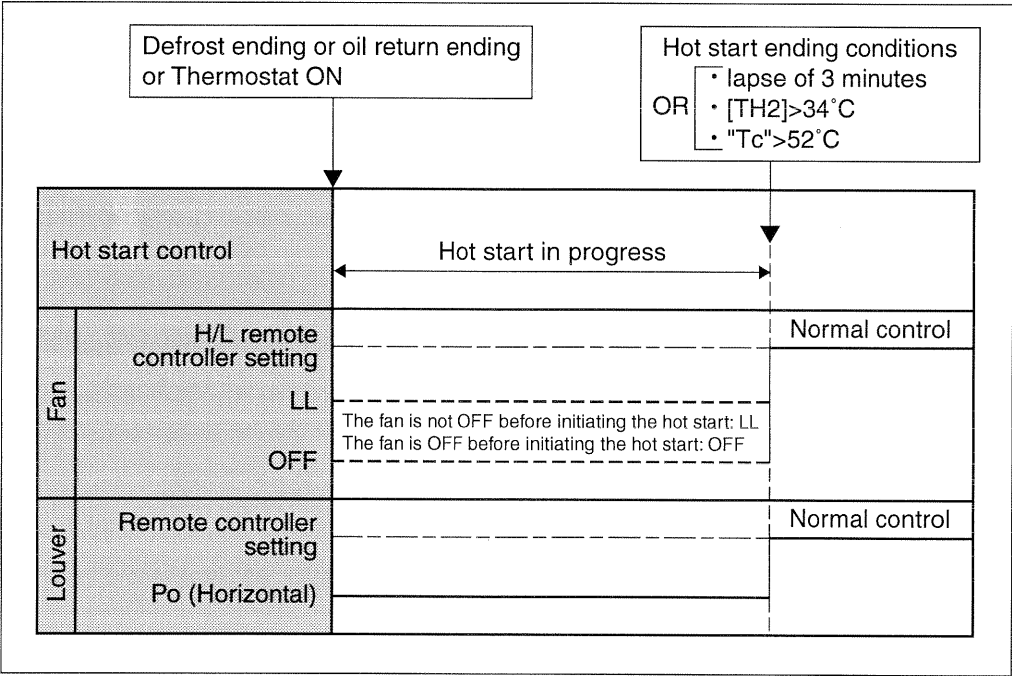 Defrost ending or oil return ending
or Thermostat ON
Hot start ending conditions
OR
・lapse of 3 minutes
・[TH2]>34˚C
・"Tc">52˚C
Hot start control
Hot start in progress
Fan
H/L remote
controller setting
Normal control
LL
The fan is not OFF before initiating the hot start: LL
The fan is OFF before initiating the hot start: OFF
OFF
Louver
Remote controller
setting
Normal control
Po (Horizontal)